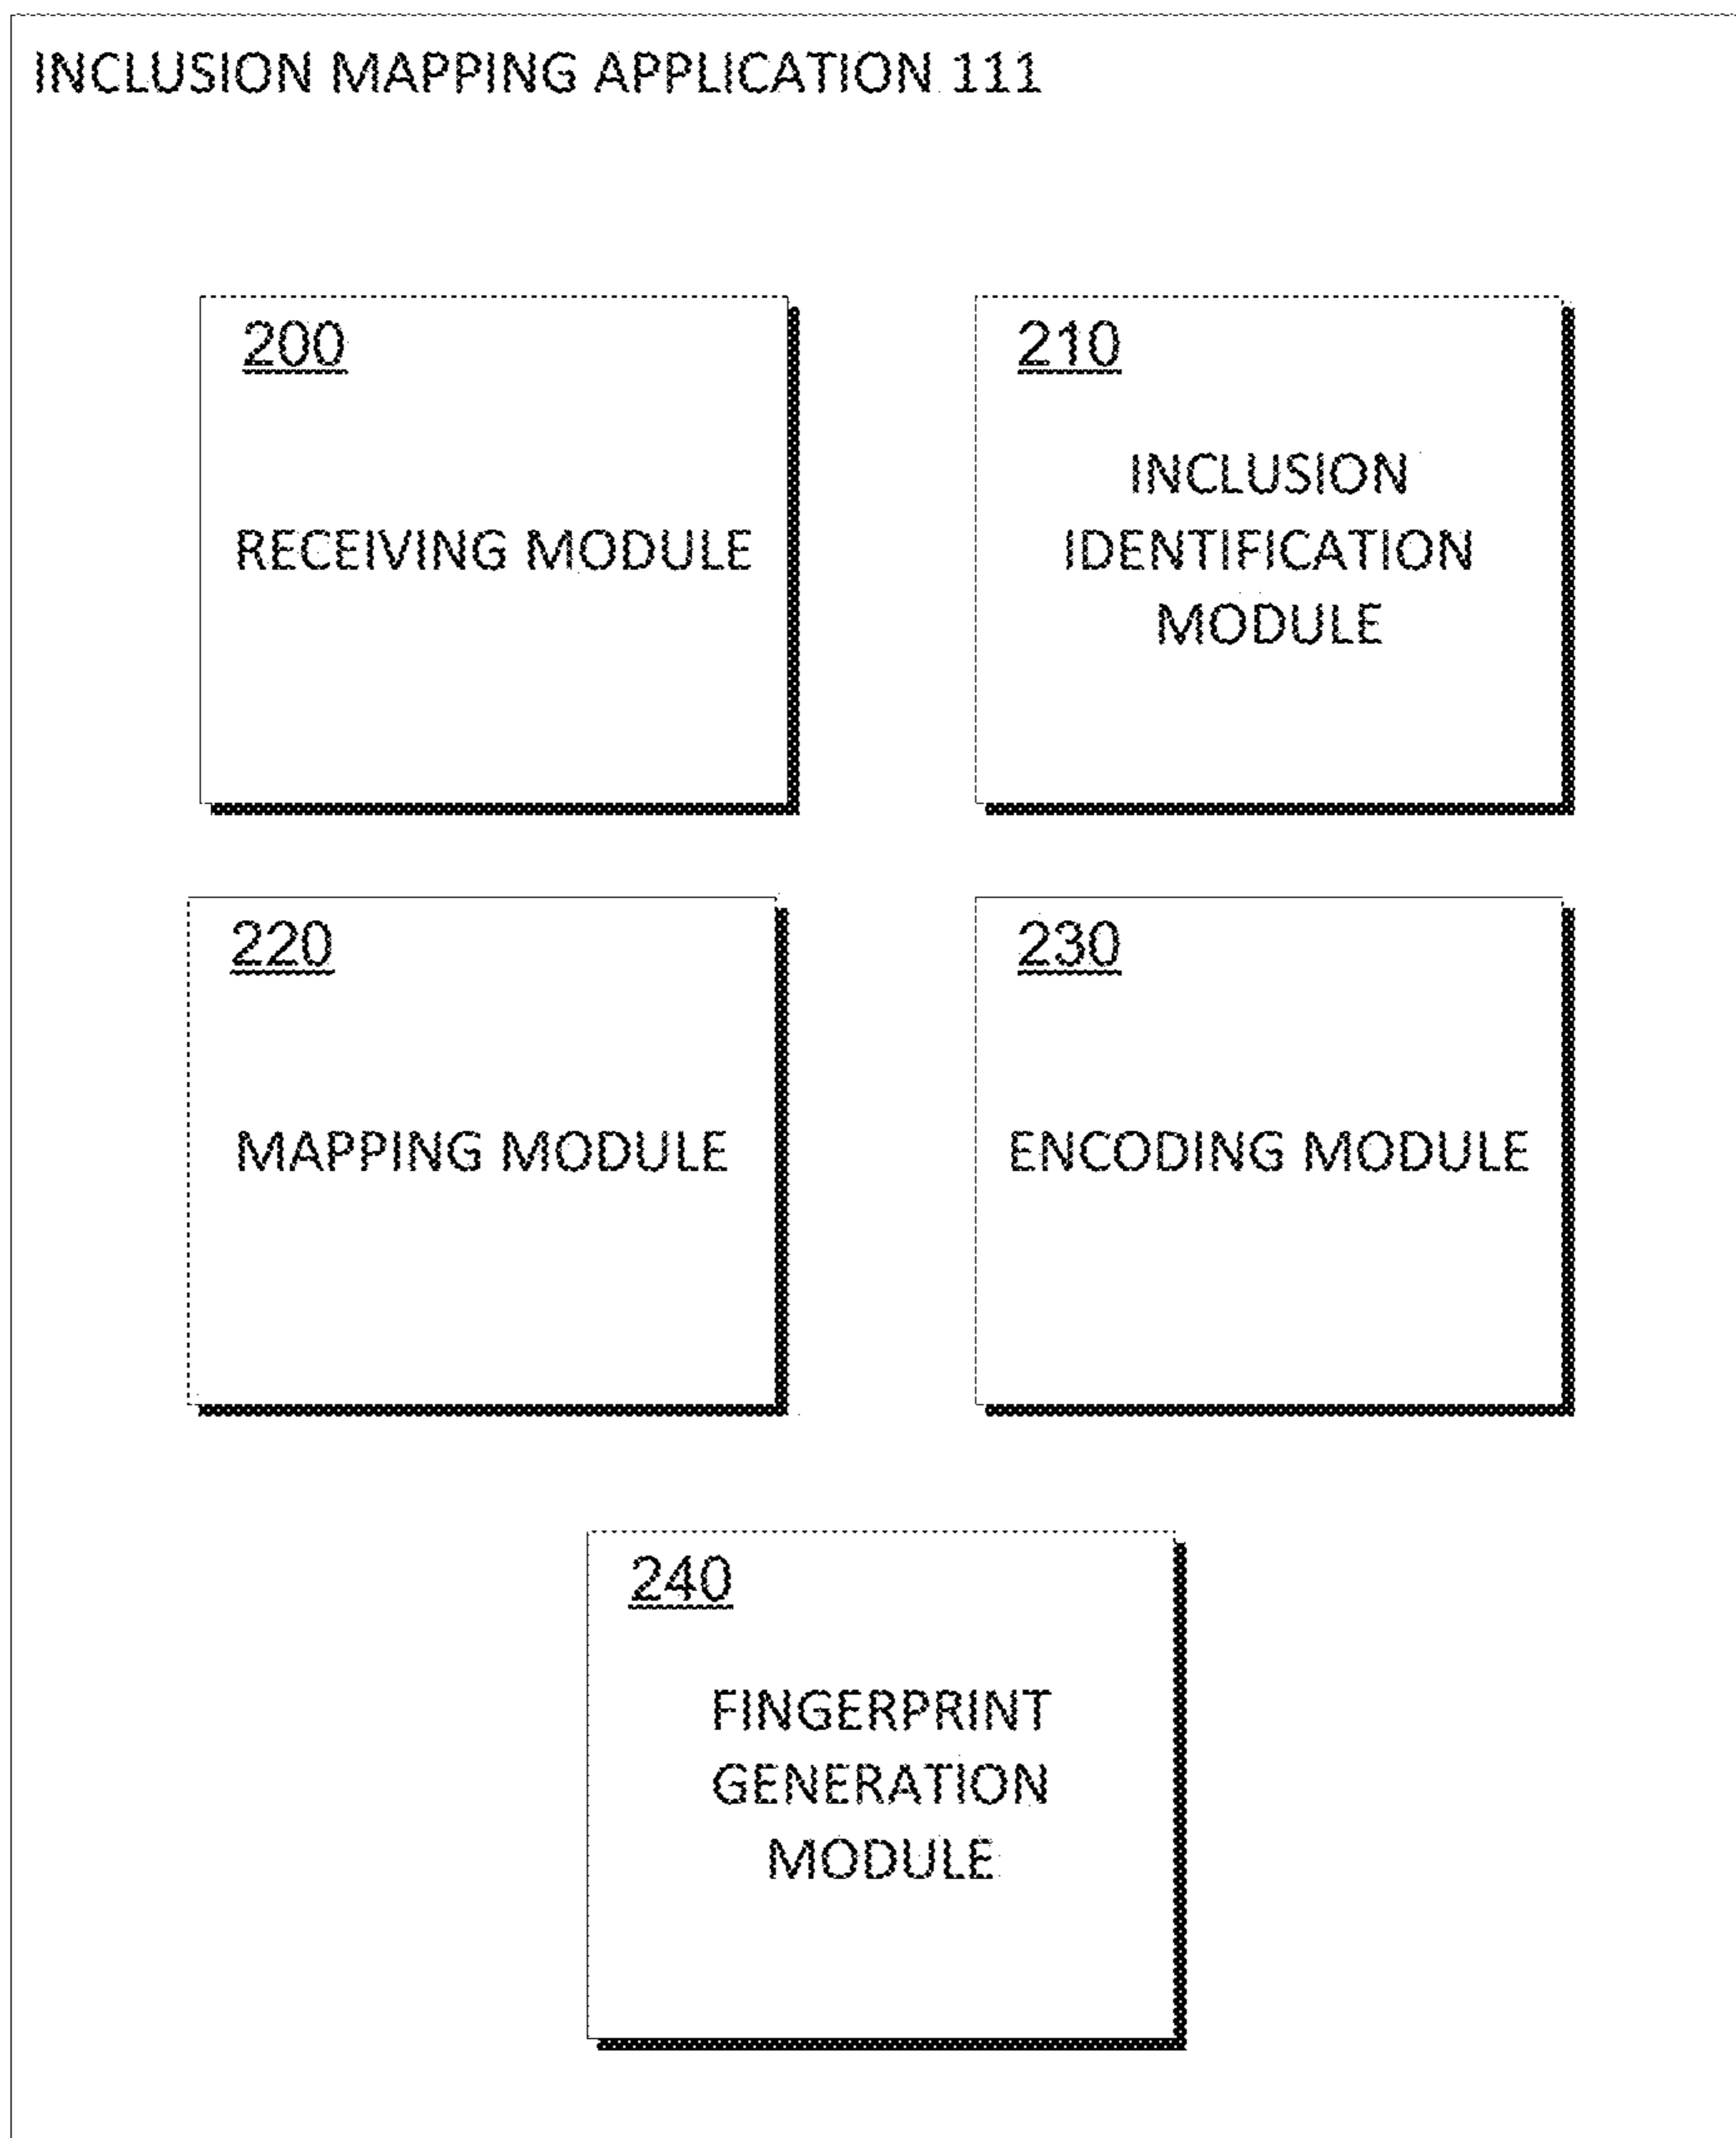 INCLUSION MAPPING APPLICATION 111
200
RECEIVING MODULE
210
INCLUSION
IDENTIFICATION
MODULE
220
MAPPING MODULE
230
ENCODING MODULE
240
FINGERPRINT
GENERATION
MODULE